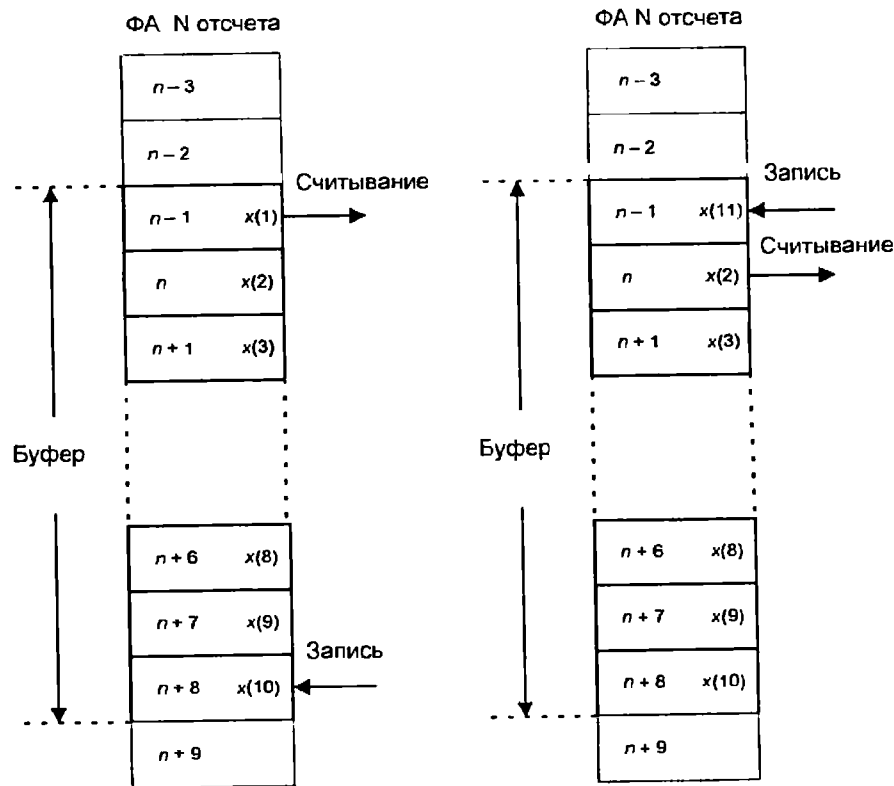 ФА N отсчета
n – 3
n – 2
Считывание
n – 1 x(1)
n x(2)
n + 1 x(3)
Буфер
n + 6 x(8)
n + 7 x(9)
Запись
n + 8 x(10)
n + 9
ФА N отсчета
n – 3
n – 2
Запись
n – 1 x(11)
Считывание
n x(2)
n + 1 x(3)
Буфер
n + 6 x(8)
n + 7 x(9)
n + 8 x(10)
n + 9